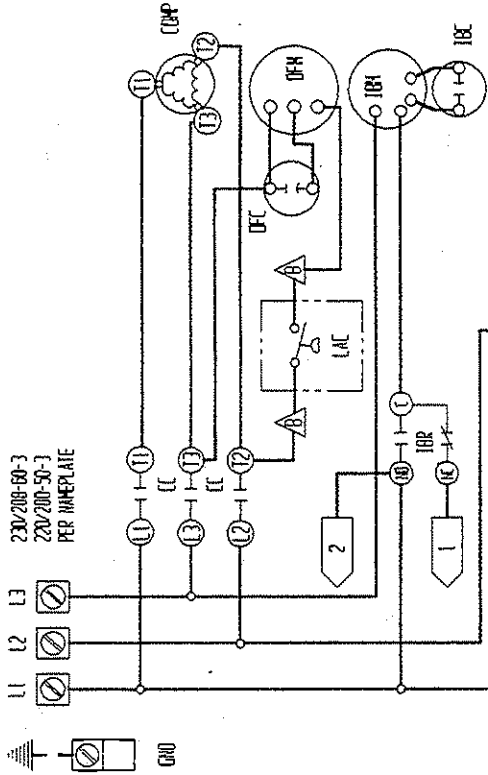 230/208-60-3
220/200-50-3
PER NAMEPLATE
L3
L2
L1
GND
L1
CC
T1
T1
COMP
L3
CC
T3
T3
T2
L2
T2
OFC
OFM
B
LAC
B
IBM
IBC
2
NO
IBR
C
1
NC